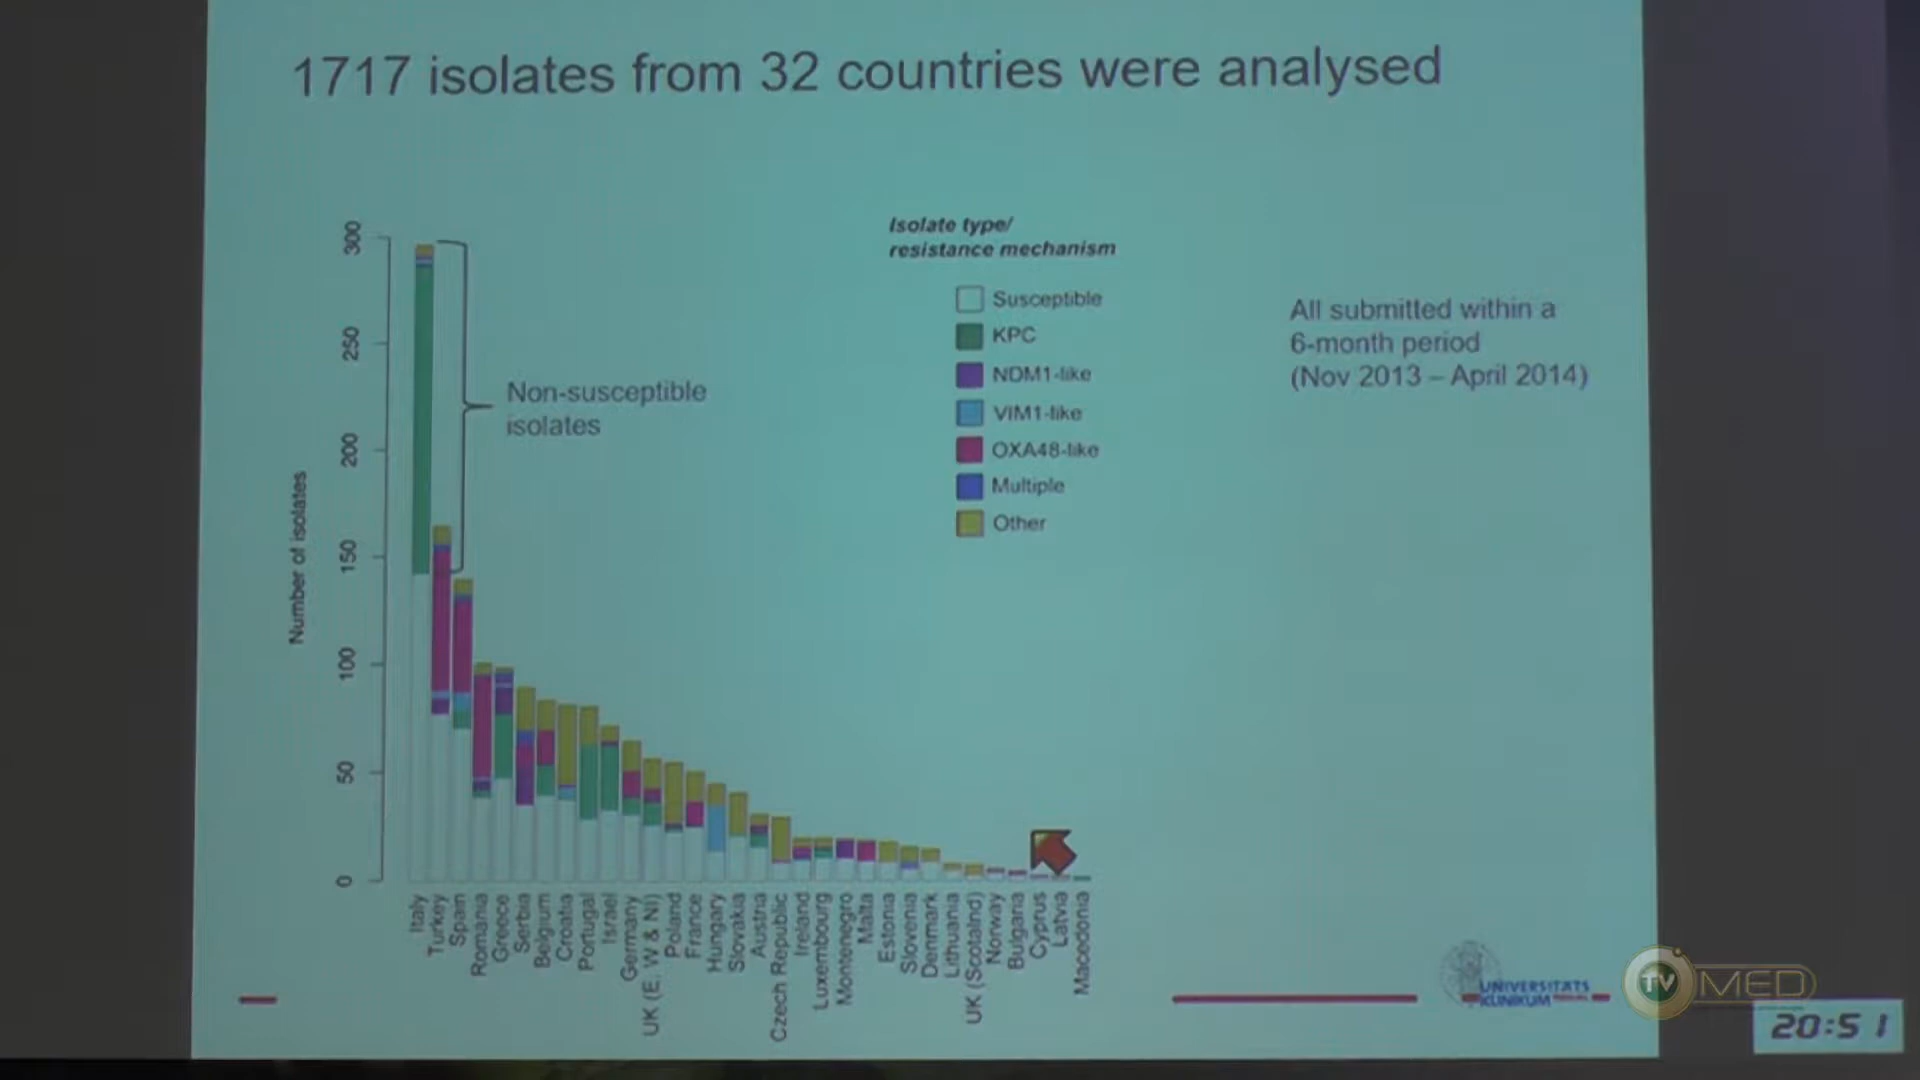 1717 isolates from 32 countries were analysed
Isolate type/
resistance mechanism
Susceptible
KPC
NDM1-like
VIM1-like
OXA48-like
Multiple
Other
All submitted within a
6-month period
(Nov 2013 – April 2014)
Non-susceptible
isolates
Number of isolates
300
250
200
150
100
50
0
Italy
Turkey
Spain
Romania
Greece
Serbia
Belgium
Croatia
Portugal
Israel
Germany
UK (E. W & NI)
Poland
France
Hungary
Slovakia
Austria
Czech Republic
Ireland
Luxembourg
Montenegro
Malta
Estonia
Slovenia
Denmark
Lithuania
UK (Scotalnd)
Norway
Bulgaria
Cyprus
Latvia
Macedonia
UNIVERSITÄTS
KLINIKUM
TV MED
20:51